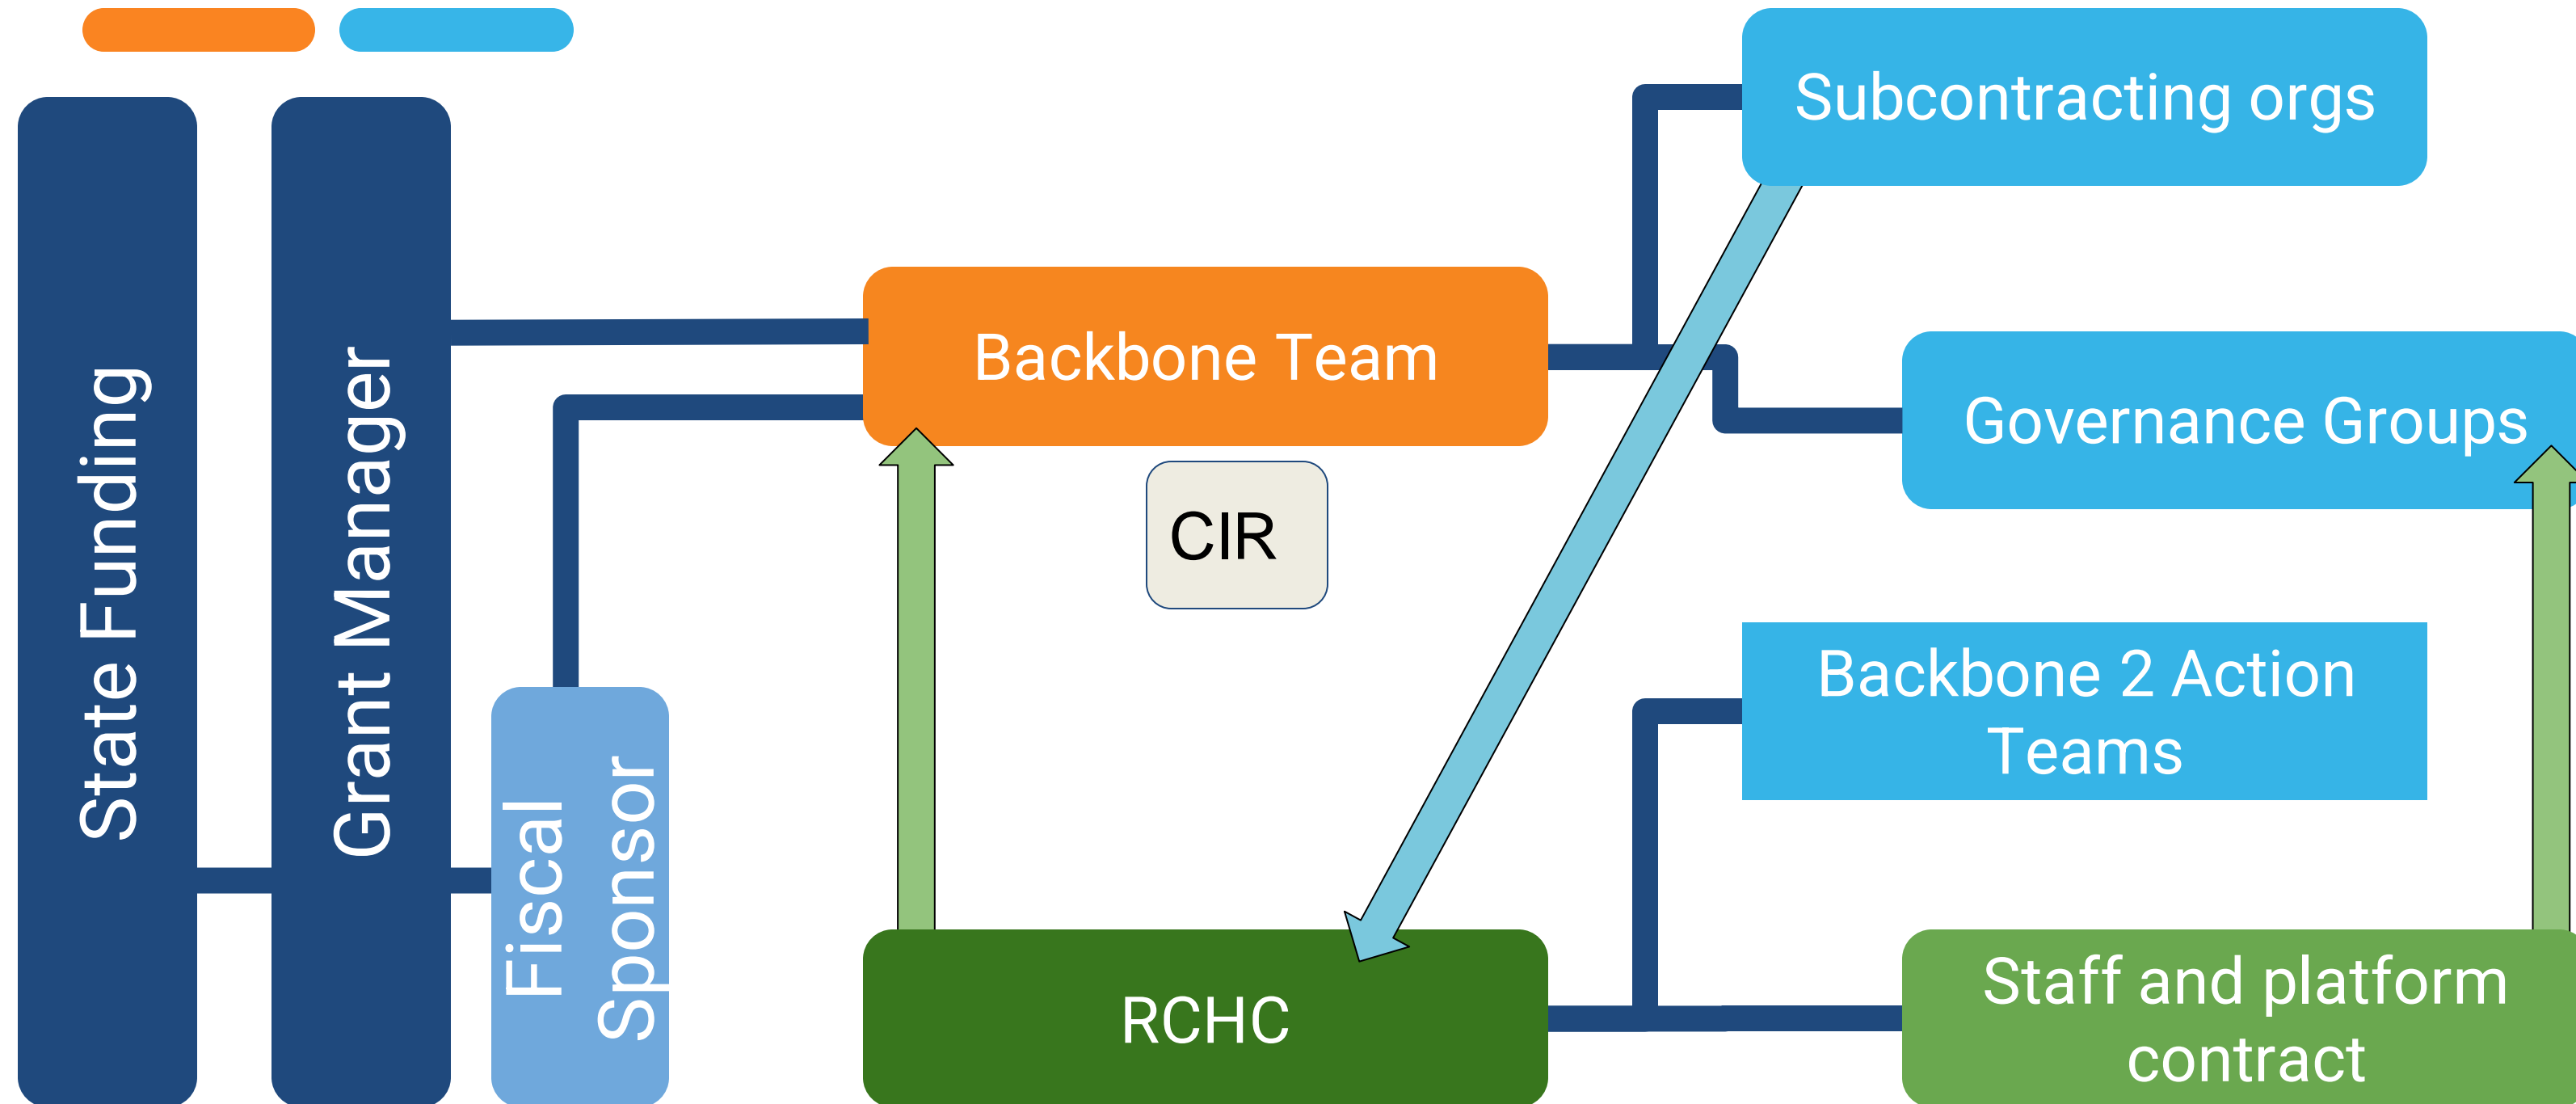 State Funding
Grant Manager
Fiscal
Sponsor
Backbone Team
CIR
RCHC
Subcontracting orgs
Governance Groups
Backbone 2 Action
Teams
Staff and platform
contract